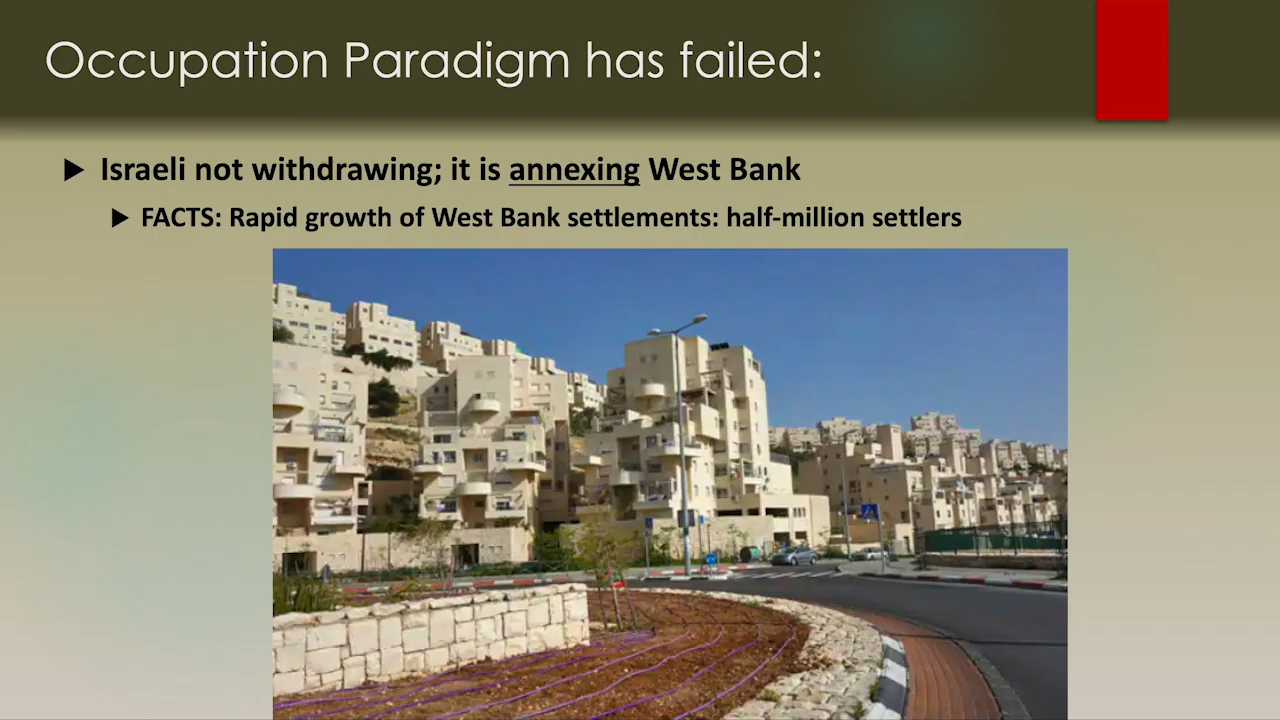 Occupation Paradigm has failed:
Israeli not withdrawing; it is annexing West Bank
FACTS: Rapid growth of West Bank settlements: half-million settlers